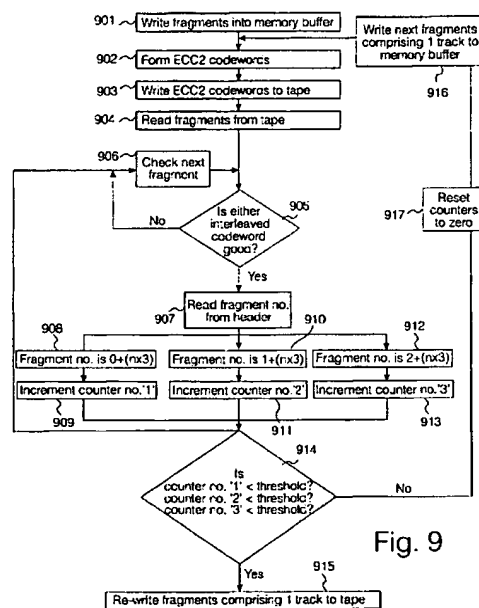 901
Write fragments into memory buffer
Write next fragments
comprising 1 track to
memory buffer
916
902
Form ECC2 codewords
903
Write ECC2 codewords to tape
904
Read fragments from tape
906
Check next
fragment
905
No
Is either
interleaved
codeword
good?
Yes
917
Reset
counters
to zero
907
Read fragment no.
from header
908
910
912
Fragment no. is 0+(nx3)
Fragment no. is 1+(nx3)
Fragment no. is 2+(nx3)
Increment counter no.'1'
Increment counter no.'2'
Increment counter no.'3'
909
911
913
914
Is
counter no. '1' < threshold?
counter no. '2' < threshold?
counter no. '3' < threshold?
No
Fig. 9
Yes
915
Re-write fragments comprising 1 track to tape